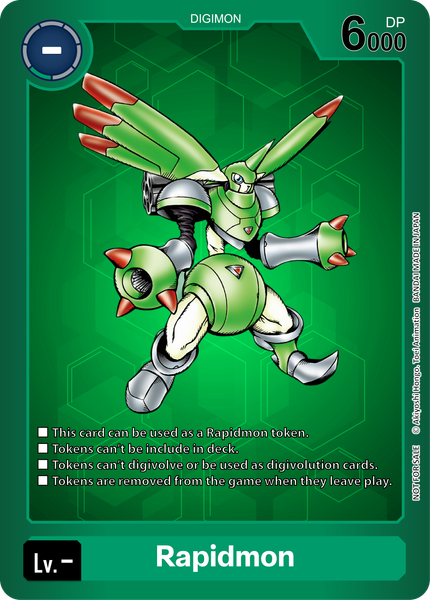 DIGIMON
-
DP
6000
■ This card can be used as a Rapidmon token.
■ Tokens can't be include in deck.
■ Tokens can't digivolve or be used as digivolution cards.
■ Tokens are removed from the game when they leave play.
NOT FOR SALE © Akiyoshi Hongo, Toei Animation BANDAI MADE IN JAPAN
Lv.-
Rapidmon